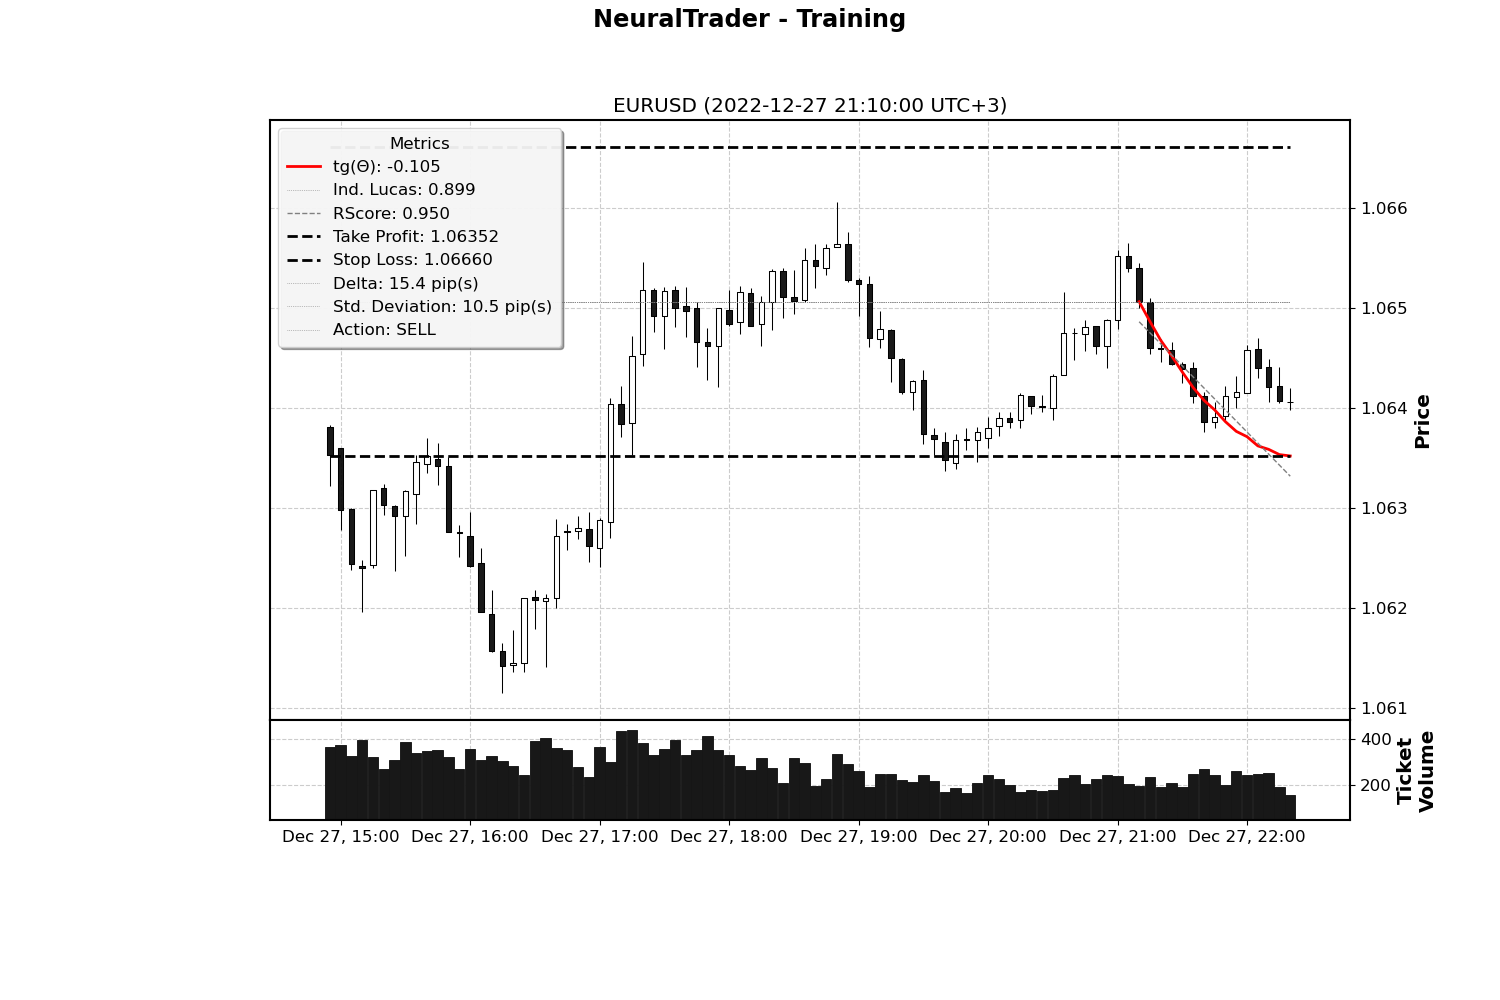 NeuralTrader - Training
EURUSD (2022-12-27 21:10:00 UTC+3)
Metrics
tg(Θ): -0.105
Ind. Lucas: 0.899
RScore: 0.950
Take Profit: 1.06352
Stop Loss: 1.06660
Delta: 15.4 pip(s)
Std. Deviation: 10.5 pip(s)
Action: SELL
1.066
1.065
1.064
1.063
1.062
1.061
Price
400
200
Ticket
Volume
Dec 27, 15:00
Dec 27, 16:00
Dec 27, 17:00
Dec 27, 18:00
Dec 27, 19:00
Dec 27, 20:00
Dec 27, 21:00
Dec 27, 22:00